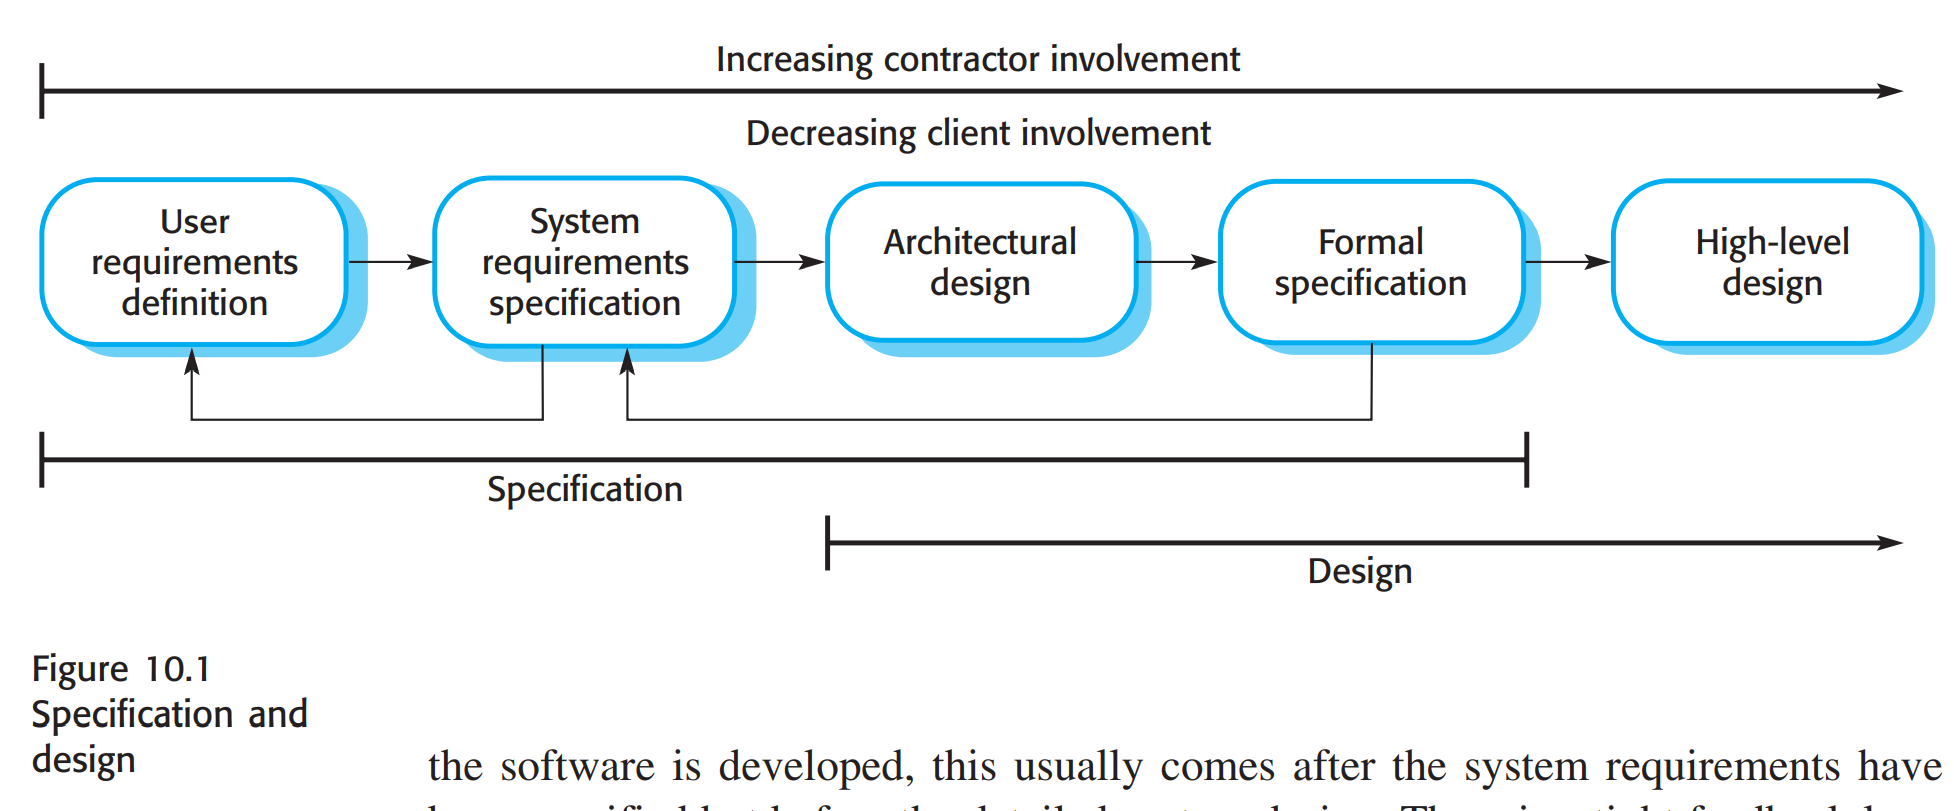 Increasing contractor involvement
Decreasing client involvement
User
requirements
definition
System
requirements
specification
Architectural
design
Formal
specification
High-level
design
Specification
Design
Figure 10.1
Specification and
design
the software is developed, this usually comes after the system requirements have